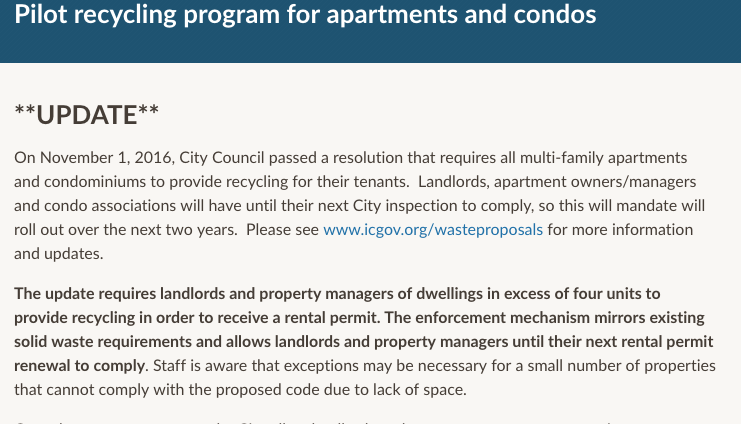 Pilot recycling program for apartments and condos
**UPDATE**
On November 1, 2016, City Council passed a resolution that requires all multi-family apartments
and condominiums to provide recycling for their tenants.  Landlords, apartment owners/managers
and condo associations will have until their next City inspection to comply, so this will mandate will
roll out over the next two years.  Please see www.icgov.org/wasteproposals for more information
and updates.
The update requires landlords and property managers of dwellings in excess of four units to
provide recycling in order to receive a rental permit. The enforcement mechanism mirrors existing
solid waste requirements and allows landlords and property managers until their next rental permit
renewal to comply. Staff is aware that exceptions may be necessary for a small number of properties
that cannot comply with the proposed code due to lack of space.